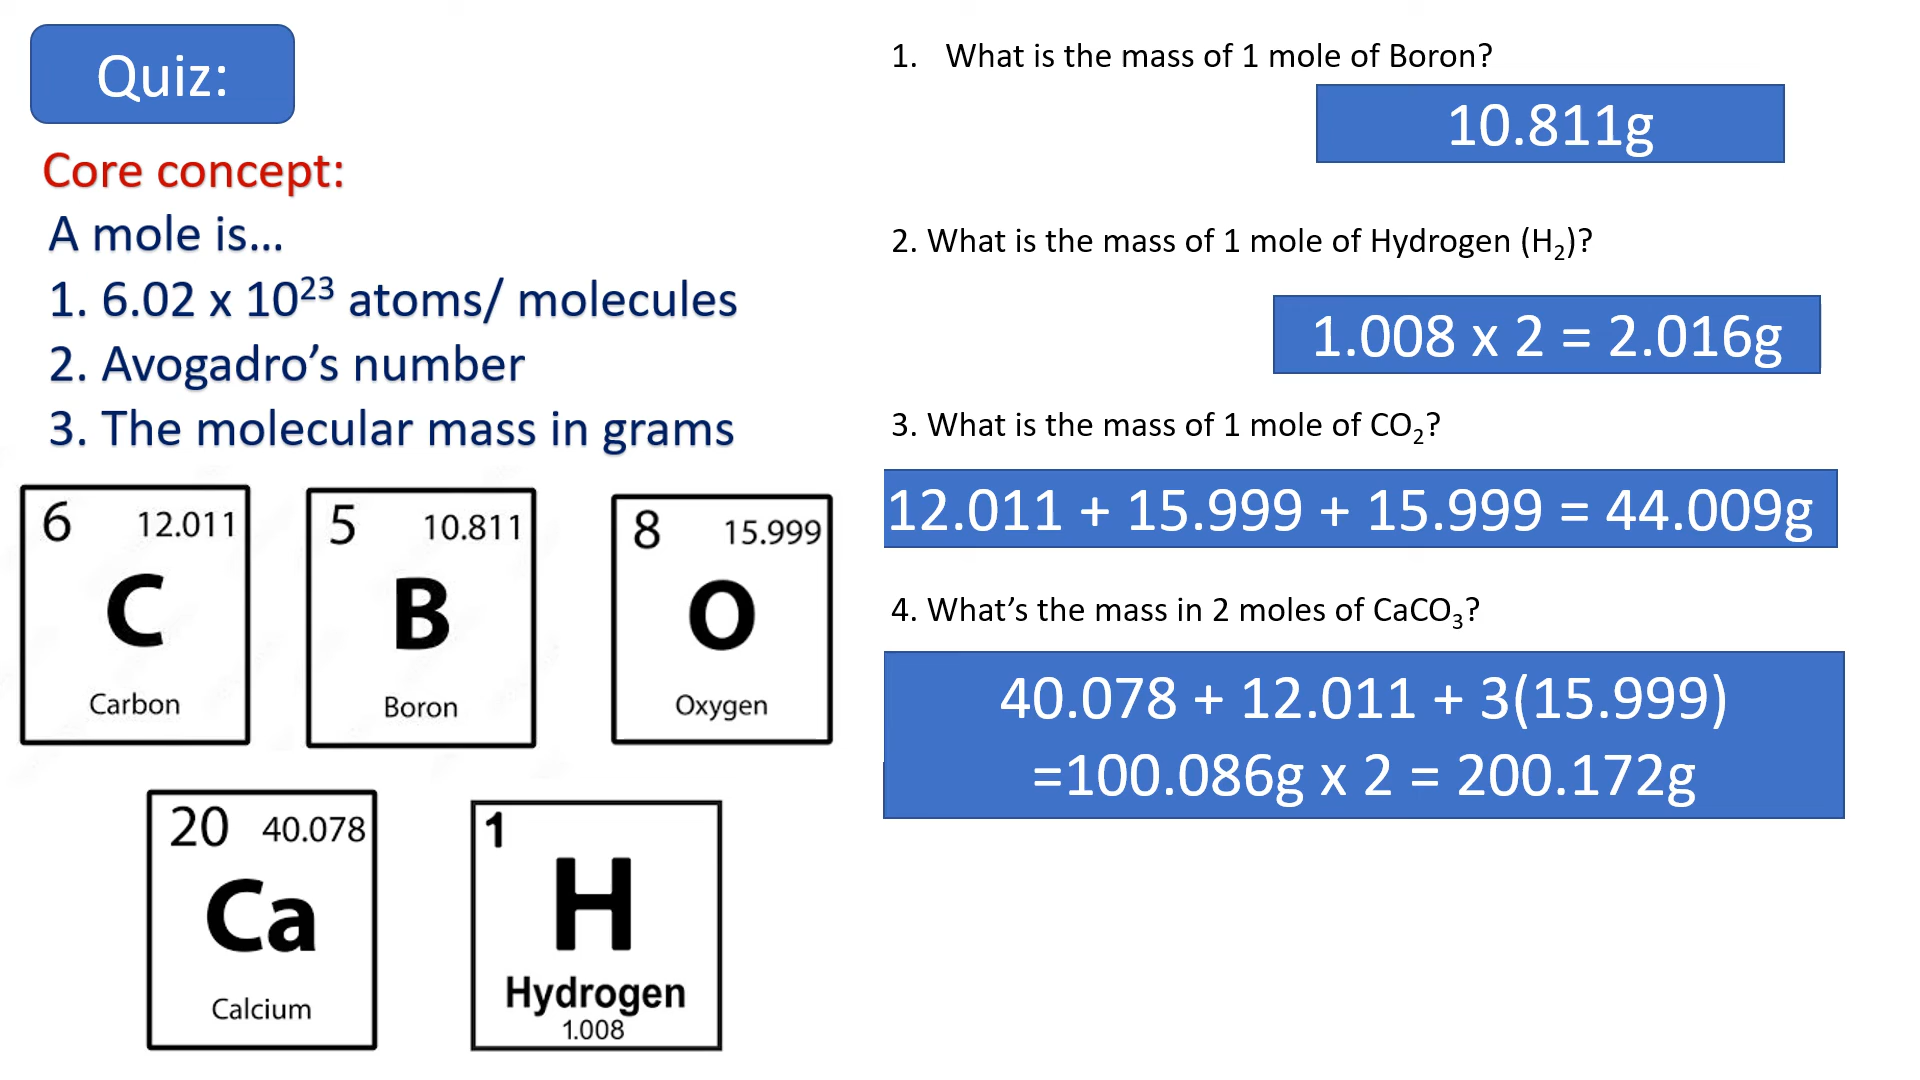 Quiz:
Core concept:
A mole is...
1. 6.02 x 10²³ atoms/ molecules
2. Avogadro’s number
3. The molecular mass in grams
6 12.011
C
Carbon
5 10.811
B
Boron
8 15.999
O
Oxygen
20 40.078
Ca
Calcium
1
H
Hydrogen
1.008
1. What is the mass of 1 mole of Boron?
10.811g
2. What is the mass of 1 mole of Hydrogen (H₂)?
1.008 x 2 = 2.016g
3. What is the mass of 1 mole of CO₂?
12.011 + 15.999 + 15.999 = 44.009g
4. What’s the mass in 2 moles of CaCO₃?
40.078 + 12.011 + 3(15.999)
=100.086g x 2 = 200.172g